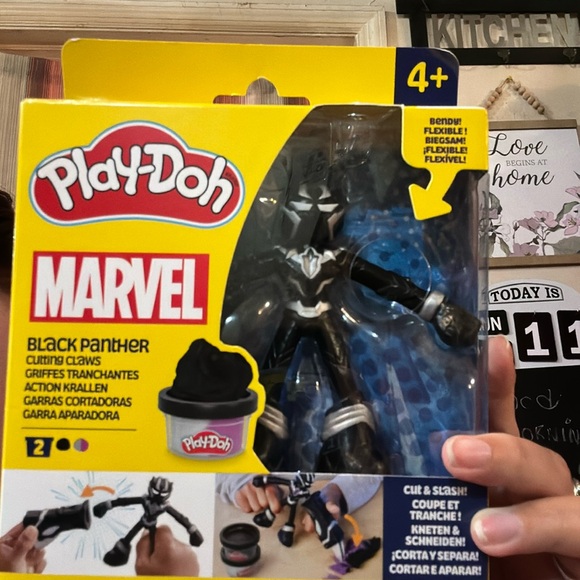 KITCHEN
4+
BENDY!
FLEXIBLE!
BIEGSAM!
¡FLEXIBLE!
FLEXÍVEL!
Play-Doh
MARVEL
BLACK PANTHER
CUTTING CLAWS
GRIFFES TRANCHANTES
ACTION KRALLEN
GARRAS CORTADORAS
GARRA APARADORA
2
Play-Doh
CUT & SLASH!
COUPE ET
TRANCHE!
KNETEN &
SCHNEIDEN!
¡CORTA Y SEPARA!
CORTAR E APARAR!
Love
BEGINS AT
home
TODAY IS
11